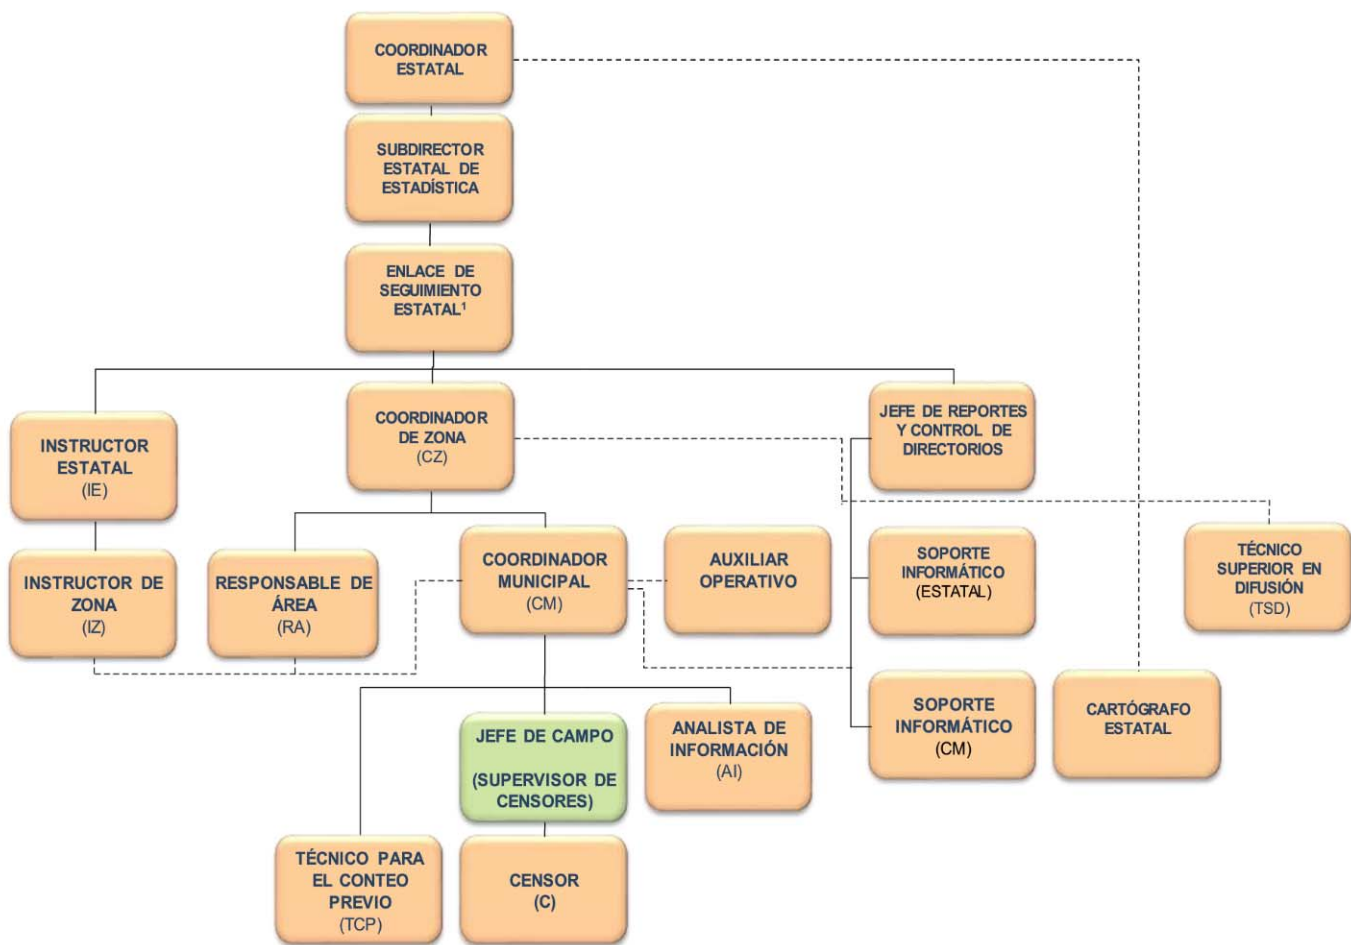 COORDINADOR
ESTATAL
SUBDIRECTOR
ESTATAL DE
ESTADÍSTICA
ENLACE DE
SEGUIMIENTO
ESTATAL¹
INSTRUCTOR
ESTATAL
(IE)
COORDINADOR
DE ZONA
(CZ)
JEFE DE REPORTES
Y CONTROL DE
DIRECTORIOS
INSTRUCTOR DE
ZONA
(IZ)
RESPONSABLE DE
ÁREA
(RA)
COORDINADOR
MUNICIPAL
(CM)
AUXILIAR
OPERATIVO
SOPORTE
INFORMÁTICO
(ESTATAL)
TÉCNICO
SUPERIOR EN
DIFUSIÓN
(TSD)
JEFE DE CAMPO
(SUPERVISOR DE
CENSORES)
ANALISTA DE
INFORMACIÓN
(AI)
SOPORTE
INFORMÁTICO
(CM)
CARTÓGRAFO
ESTATAL
TÉCNICO PARA
EL CONTEO
PREVIO
(TCP)
CENSOR
(C)